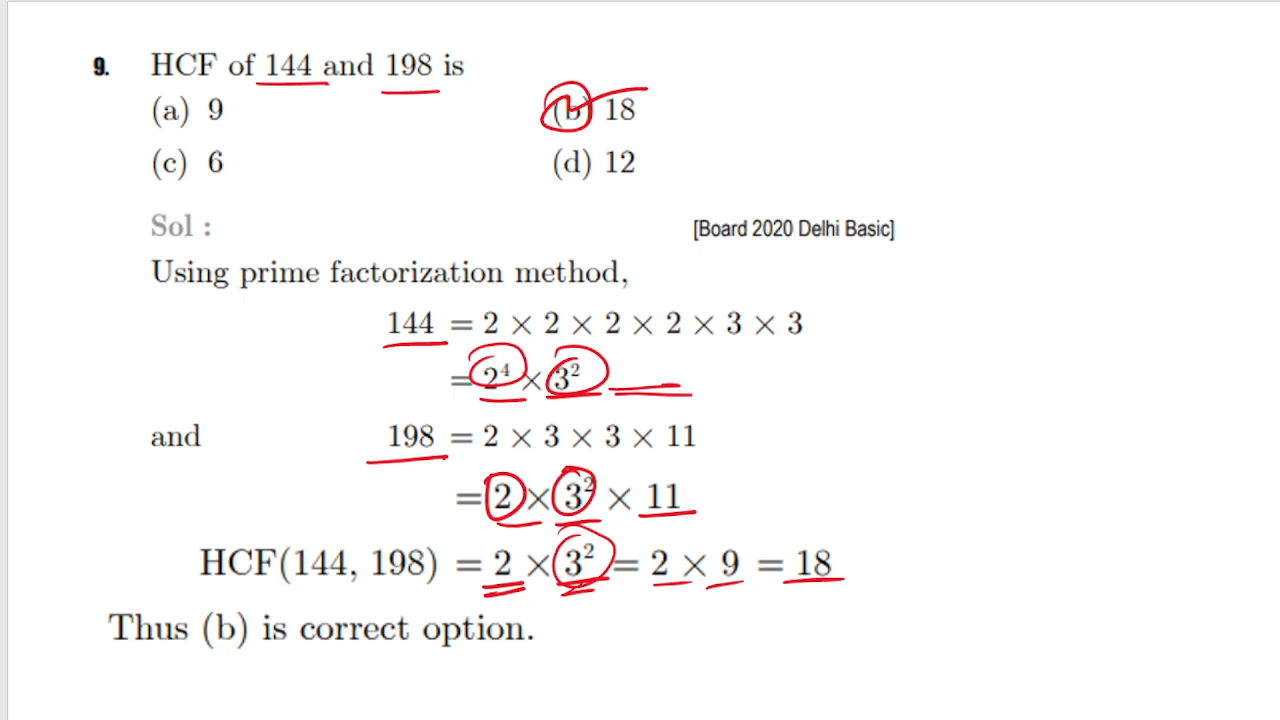 9. HCF of 144 and 198 is
(a) 9 (b) 18
(c) 6 (d) 12
Sol :
[Board 2020 Delhi Basic]
Using prime factorization method,
144 = 2 × 2 × 2 × 2 × 3 × 3
= 2⁴ × 3²
and 198 = 2 × 3 × 3 × 11
= 2 × 3² × 11
HCF(144, 198) = 2 × 3² = 2 × 9 = 18
Thus (b) is correct option.